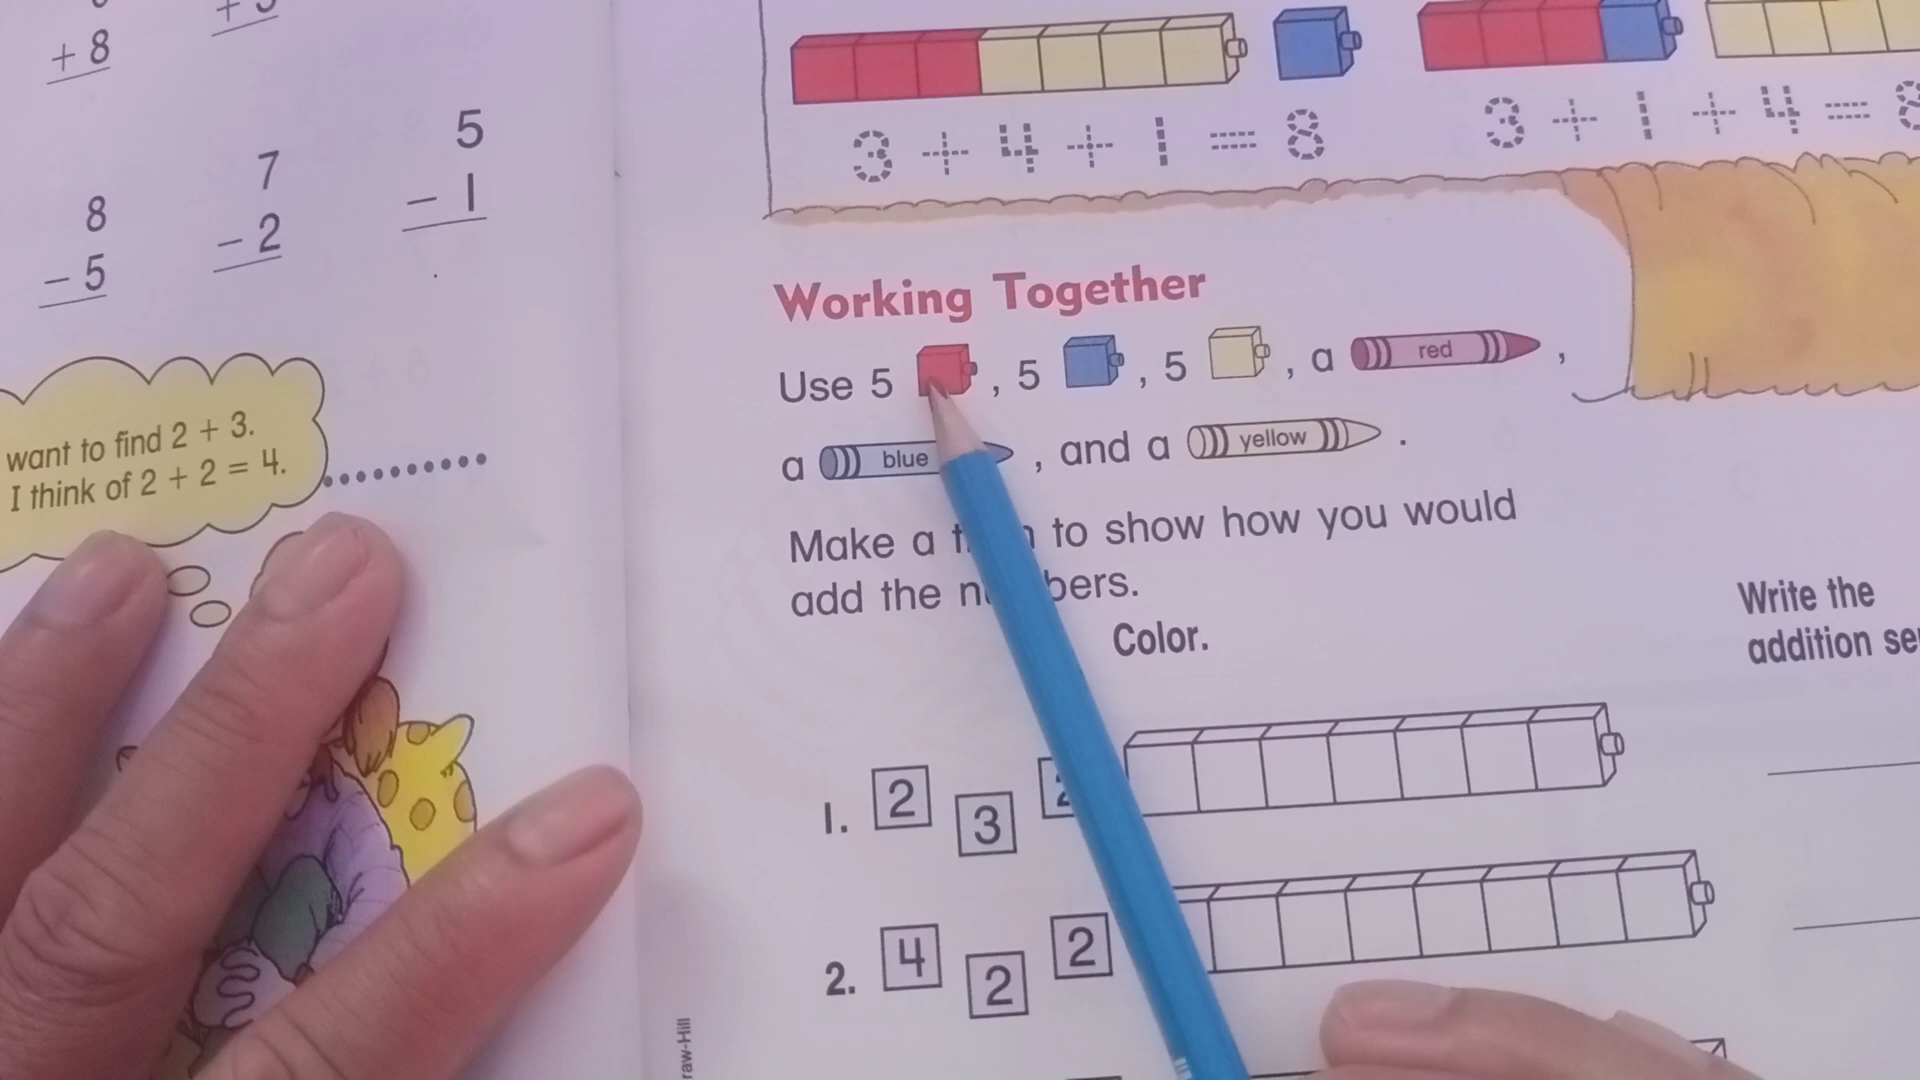 + 8
5
- 1
7
- 2
8
- 5
want to find 2 + 3.
I think of 2 + 2 = 4.
3 + 4 + 1 = 8
3 + 1 + 4 = 8
Working Together
Use 5 , 5 , 5 , a red ,
a blue , and a yellow .
Make a to show how you would
add the
Color.
Write the
addition
1. 2 3
2. 4 2 2